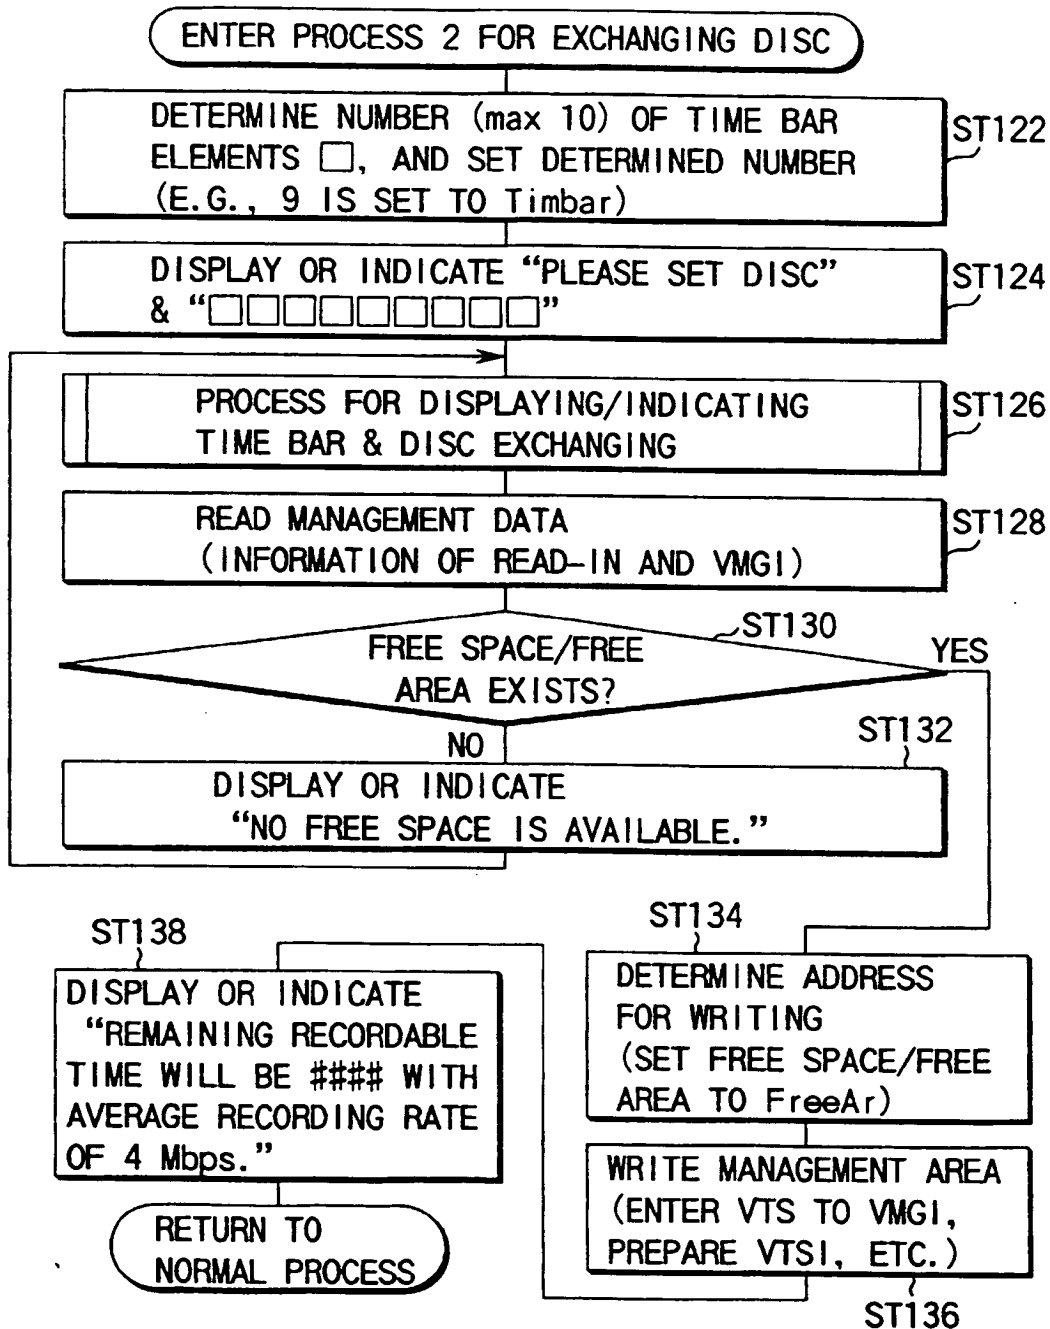 ENTER PROCESS 2 FOR EXCHANGING DISC
DETERMINE NUMBER (max 10) OF TIME BAR
ELEMENTS □, AND SET DETERMINED NUMBER
(E.G., 9 IS SET TO Timbar)
ST122
DISPLAY OR INDICATE “PLEASE SET DISC”
& “□□□□□□□□□”
ST124
PROCESS FOR DISPLAYING/INDICATING
TIME BAR & DISC EXCHANGING
ST126
READ MANAGEMENT DATA
(INFORMATION OF READ-IN AND VMGI)
ST128
FREE SPACE/FREE
AREA EXISTS?
ST130
YES
NO
ST132
DISPLAY OR INDICATE
“NO FREE SPACE IS AVAILABLE.”
ST134
DETERMINE ADDRESS
FOR WRITING
(SET FREE SPACE/FREE
AREA TO FreeAr)
WRITE MANAGEMENT AREA
(ENTER VTS TO VMGI,
PREPARE VTSI, ETC.)
ST136
ST138
DISPLAY OR INDICATE
“REMAINING RECORDABLE
TIME WILL BE #### WITH
AVERAGE RECORDING RATE
OF 4 Mbps.”
RETURN TO
NORMAL PROCESS